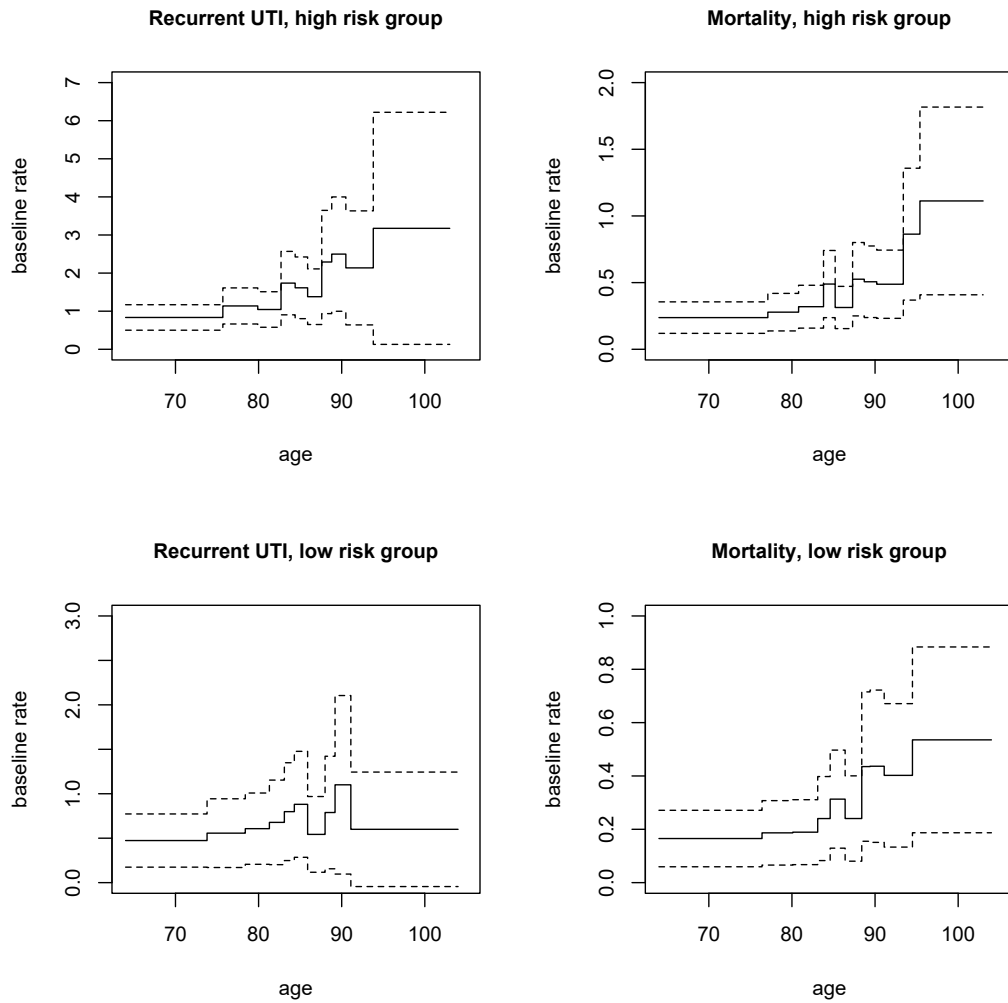 Recurrent UTI, high risk group
baseline rate
7
6
5
4
3
2
1
0
70 80 90 100
age
Mortality, high risk group
baseline rate
2.0
1.5
1.0
0.5
0.0
70 80 90 100
age
Recurrent UTI, low risk group
baseline rate
3.0
2.0
1.0
0.0
70 80 90 100
age
Mortality, low risk group
baseline rate
1.0
0.8
0.6
0.4
0.2
0.0
70 80 90 100
age